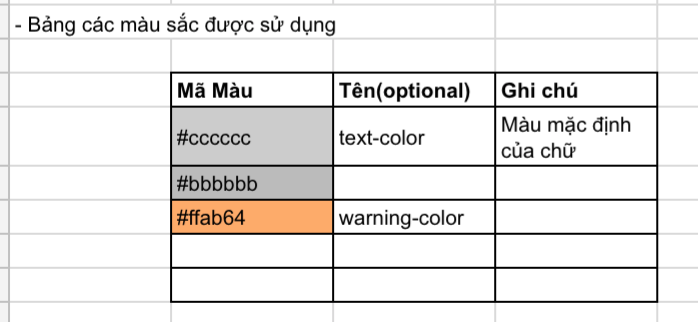 - Bảng các màu sắc được sử dụng
Mã Màu Tên(optional) Ghi chú
#cccccc text-color Màu mặc định
của chữ
#bbbbbb
#ffab64 warning-color